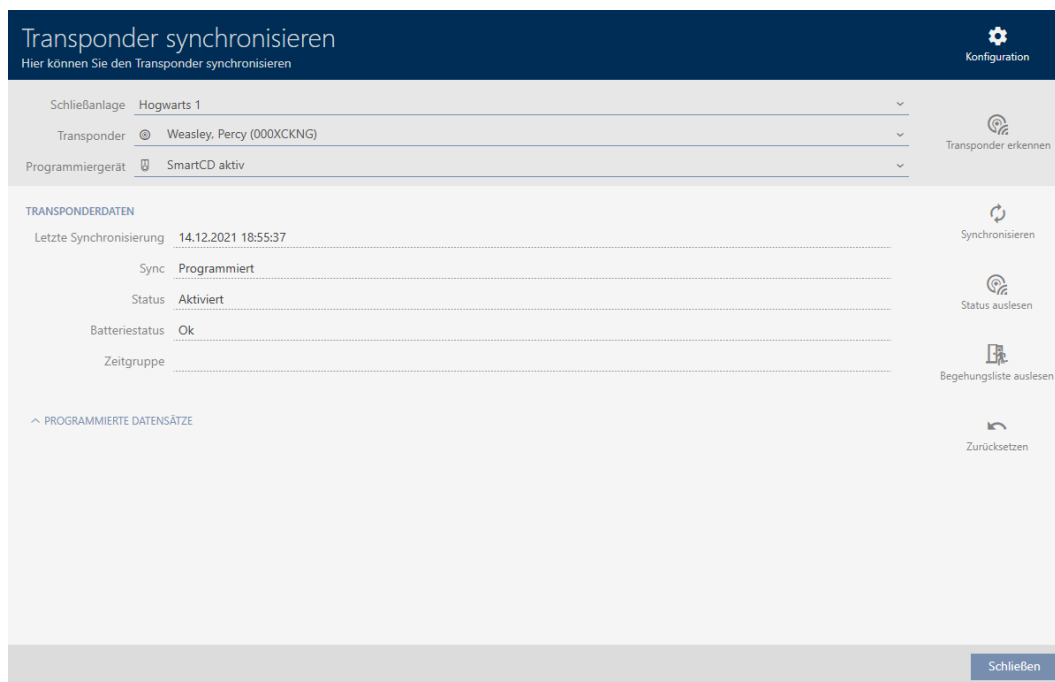 Transponder synchronisieren
Hier können Sie den Transponder synchronisieren
Konfiguration
Schließanlage Hogwarts 1
Transponder Weasley, Percy (000XCKNG)
Programmiergerät SmartCD aktiv
Transponder erkennen
TRANSPONDERDATEN
Letzte Synchronisierung 14.12.2021 18:55:37
Sync Programmiert
Status Aktiviert
Batteriestatus Ok
Zeitgruppe
PROGRAMMIERTE DATENSÄTZE
Synchronisieren
Status auslesen
Begehungsliste auslesen
Zurücksetzen
Schließen